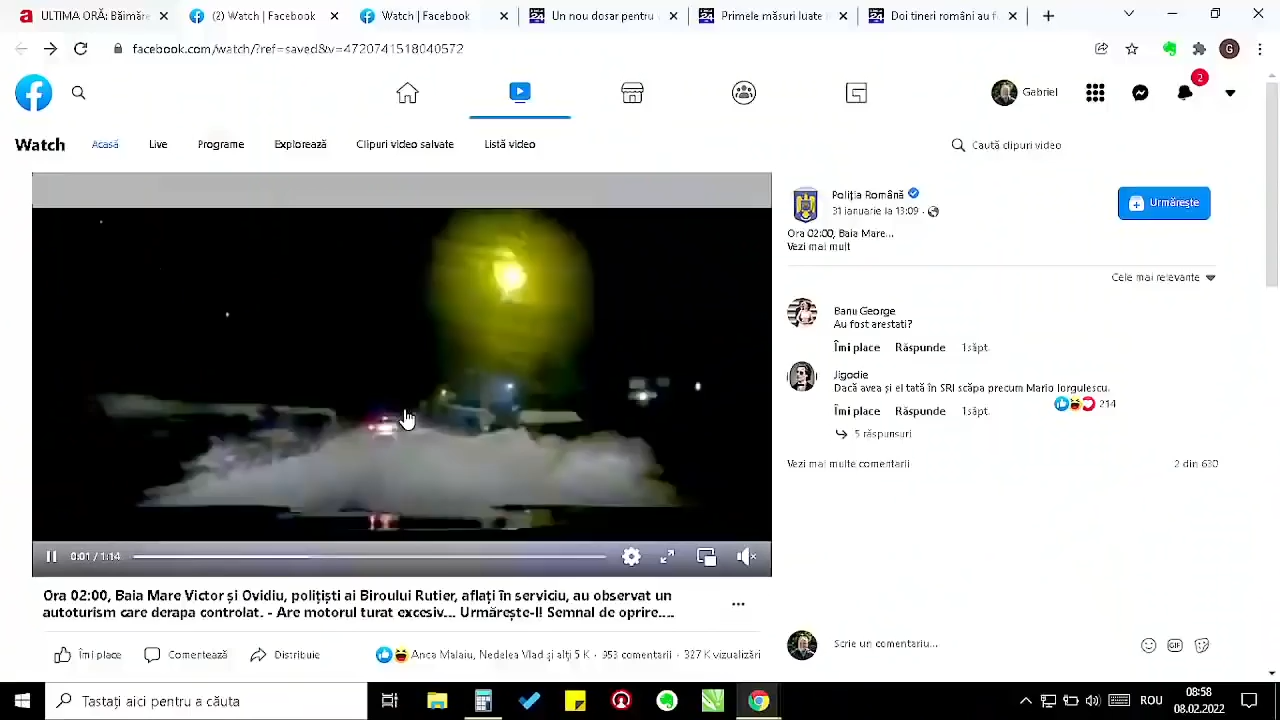 ULTIMA ORĂ: Băimăre
(2) Watch | Facebook
Watch | Facebook
Un nou dosar pentru
Primele măsuri luate
Doi tineri români au f
facebook.com/watch/?ref=saved&v=4720741518040572
G
2
Gabriel
Watch
Acasă
Live
Programe
Explorează
Clipuri video salvate
Listă video
Caută clipuri video
Poliția Română
31 ianuarie la 13:09 ·
Urmărește
Ora 02:00, Baia Mare...
Vezi mai mult
Cele mai relevante
Banu George
Au fost arestati?
Îmi place Răspunde 1 săpt.
Jigodie
Dacă avea și el tată în SRI scăpa precum Mario Iorgulescu.
214
Îmi place Răspunde 1 săpt.
5 răspunsuri
Vezi mai multe comentarii
2 din 630
0:01 / 1:14
Ora 02:00, Baia Mare Victor și Ovidiu, polițiști ai Biroului Rutier, aflați în serviciu, au observat un
autoturism care derapa controlat. - Are motorul turat excesiv... Urmărește-l! Semnal de oprire....
Îmi place
Comentează
Distribuie
Anca Malaiu, Nedelea Vlad și alți 5 K · 953 comentarii · 327 K vizualizări
Scrie un comentariu...
GIF
Tastați aici pentru a căuta
ROU
08:58
08.02.2022